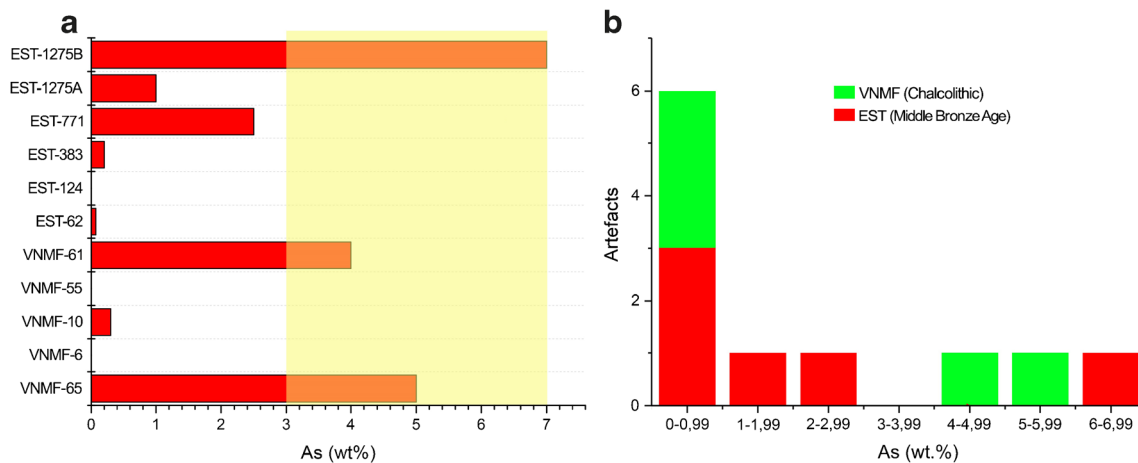 a
EST-1275B
EST-1275A
EST-771
EST-383
EST-124
EST-62
VNMF-61
VNMF-55
VNMF-10
VNMF-6
VNMF-65
0 1 2 3 4 5 6 7
As (wt%)
b
6
4
2
0
Artefacts
VNMF (Chalcolithic)
EST (Middle Bronze Age)
0-0,99 1-1,99 2-2,99 3-3,99 4-4,99 5-5,99 6-6,99
As (wt.%)